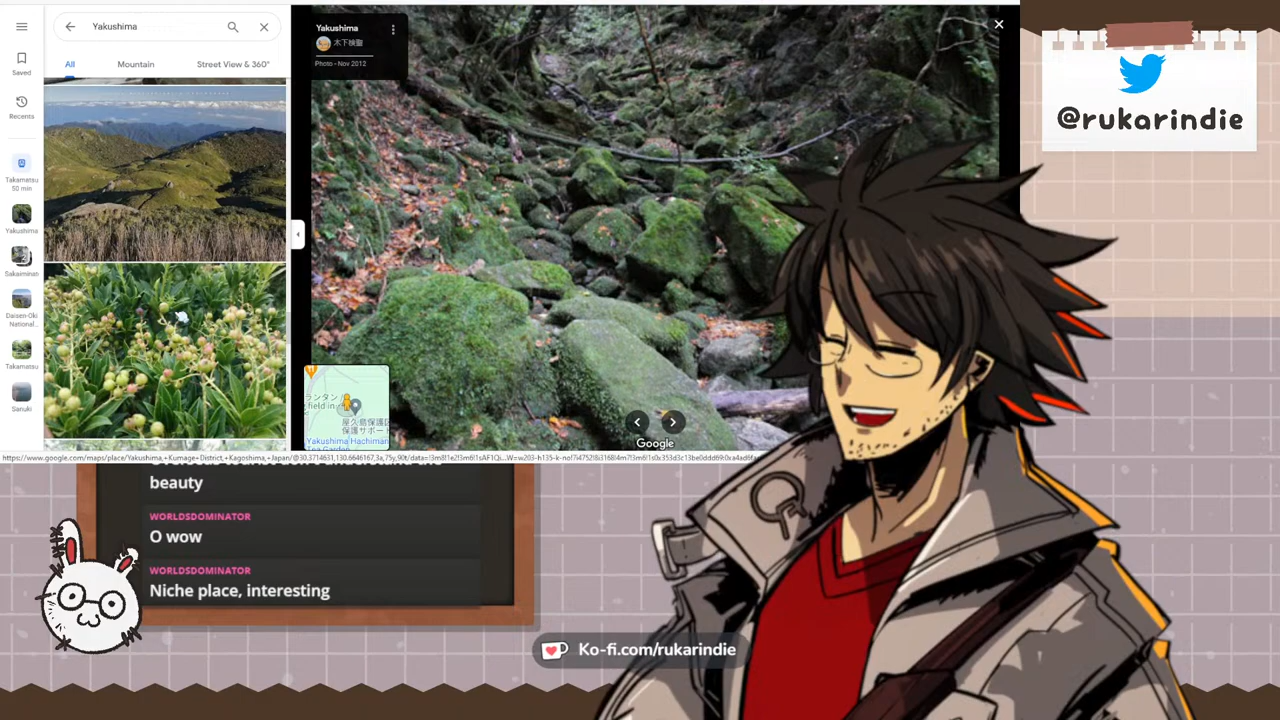 Yakushima
All
Mountain
Street View & 360°
Saved
Recents
Takamatsu
50 min
Yakushima
Sakaiminat
Daisen-Oki
National...
Takamatsu
Sanuki
Yakushima
Photo - Nov 2012
Yakushima Hachiman
Google
beauty
WORLDSDOMINATOR
O wow
WORLDSDOMINATOR
Niche place, interesting
@rukarindie
Ko-fi.com/rukarindie